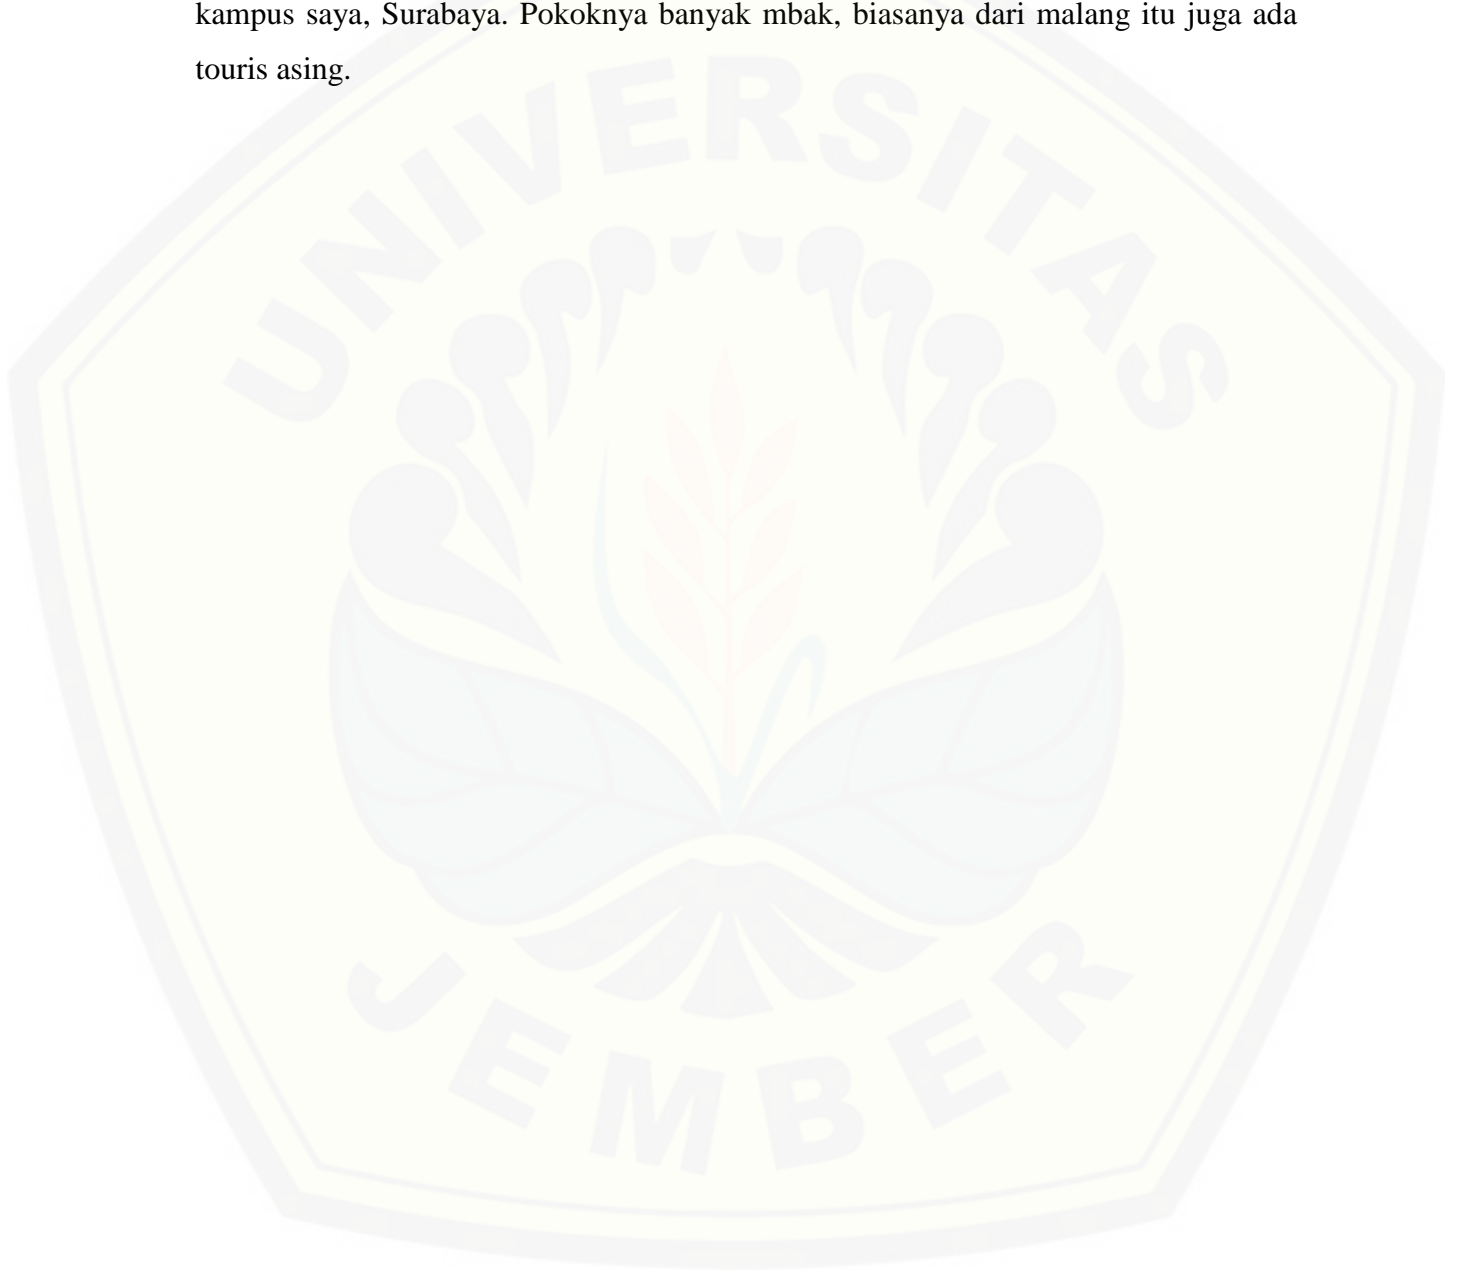 kampus saya, Surabaya. Pokoknya banyak mbak, biasanya dari malang itu juga ada
touris asing.
UNIVERSITAS
JEMBER